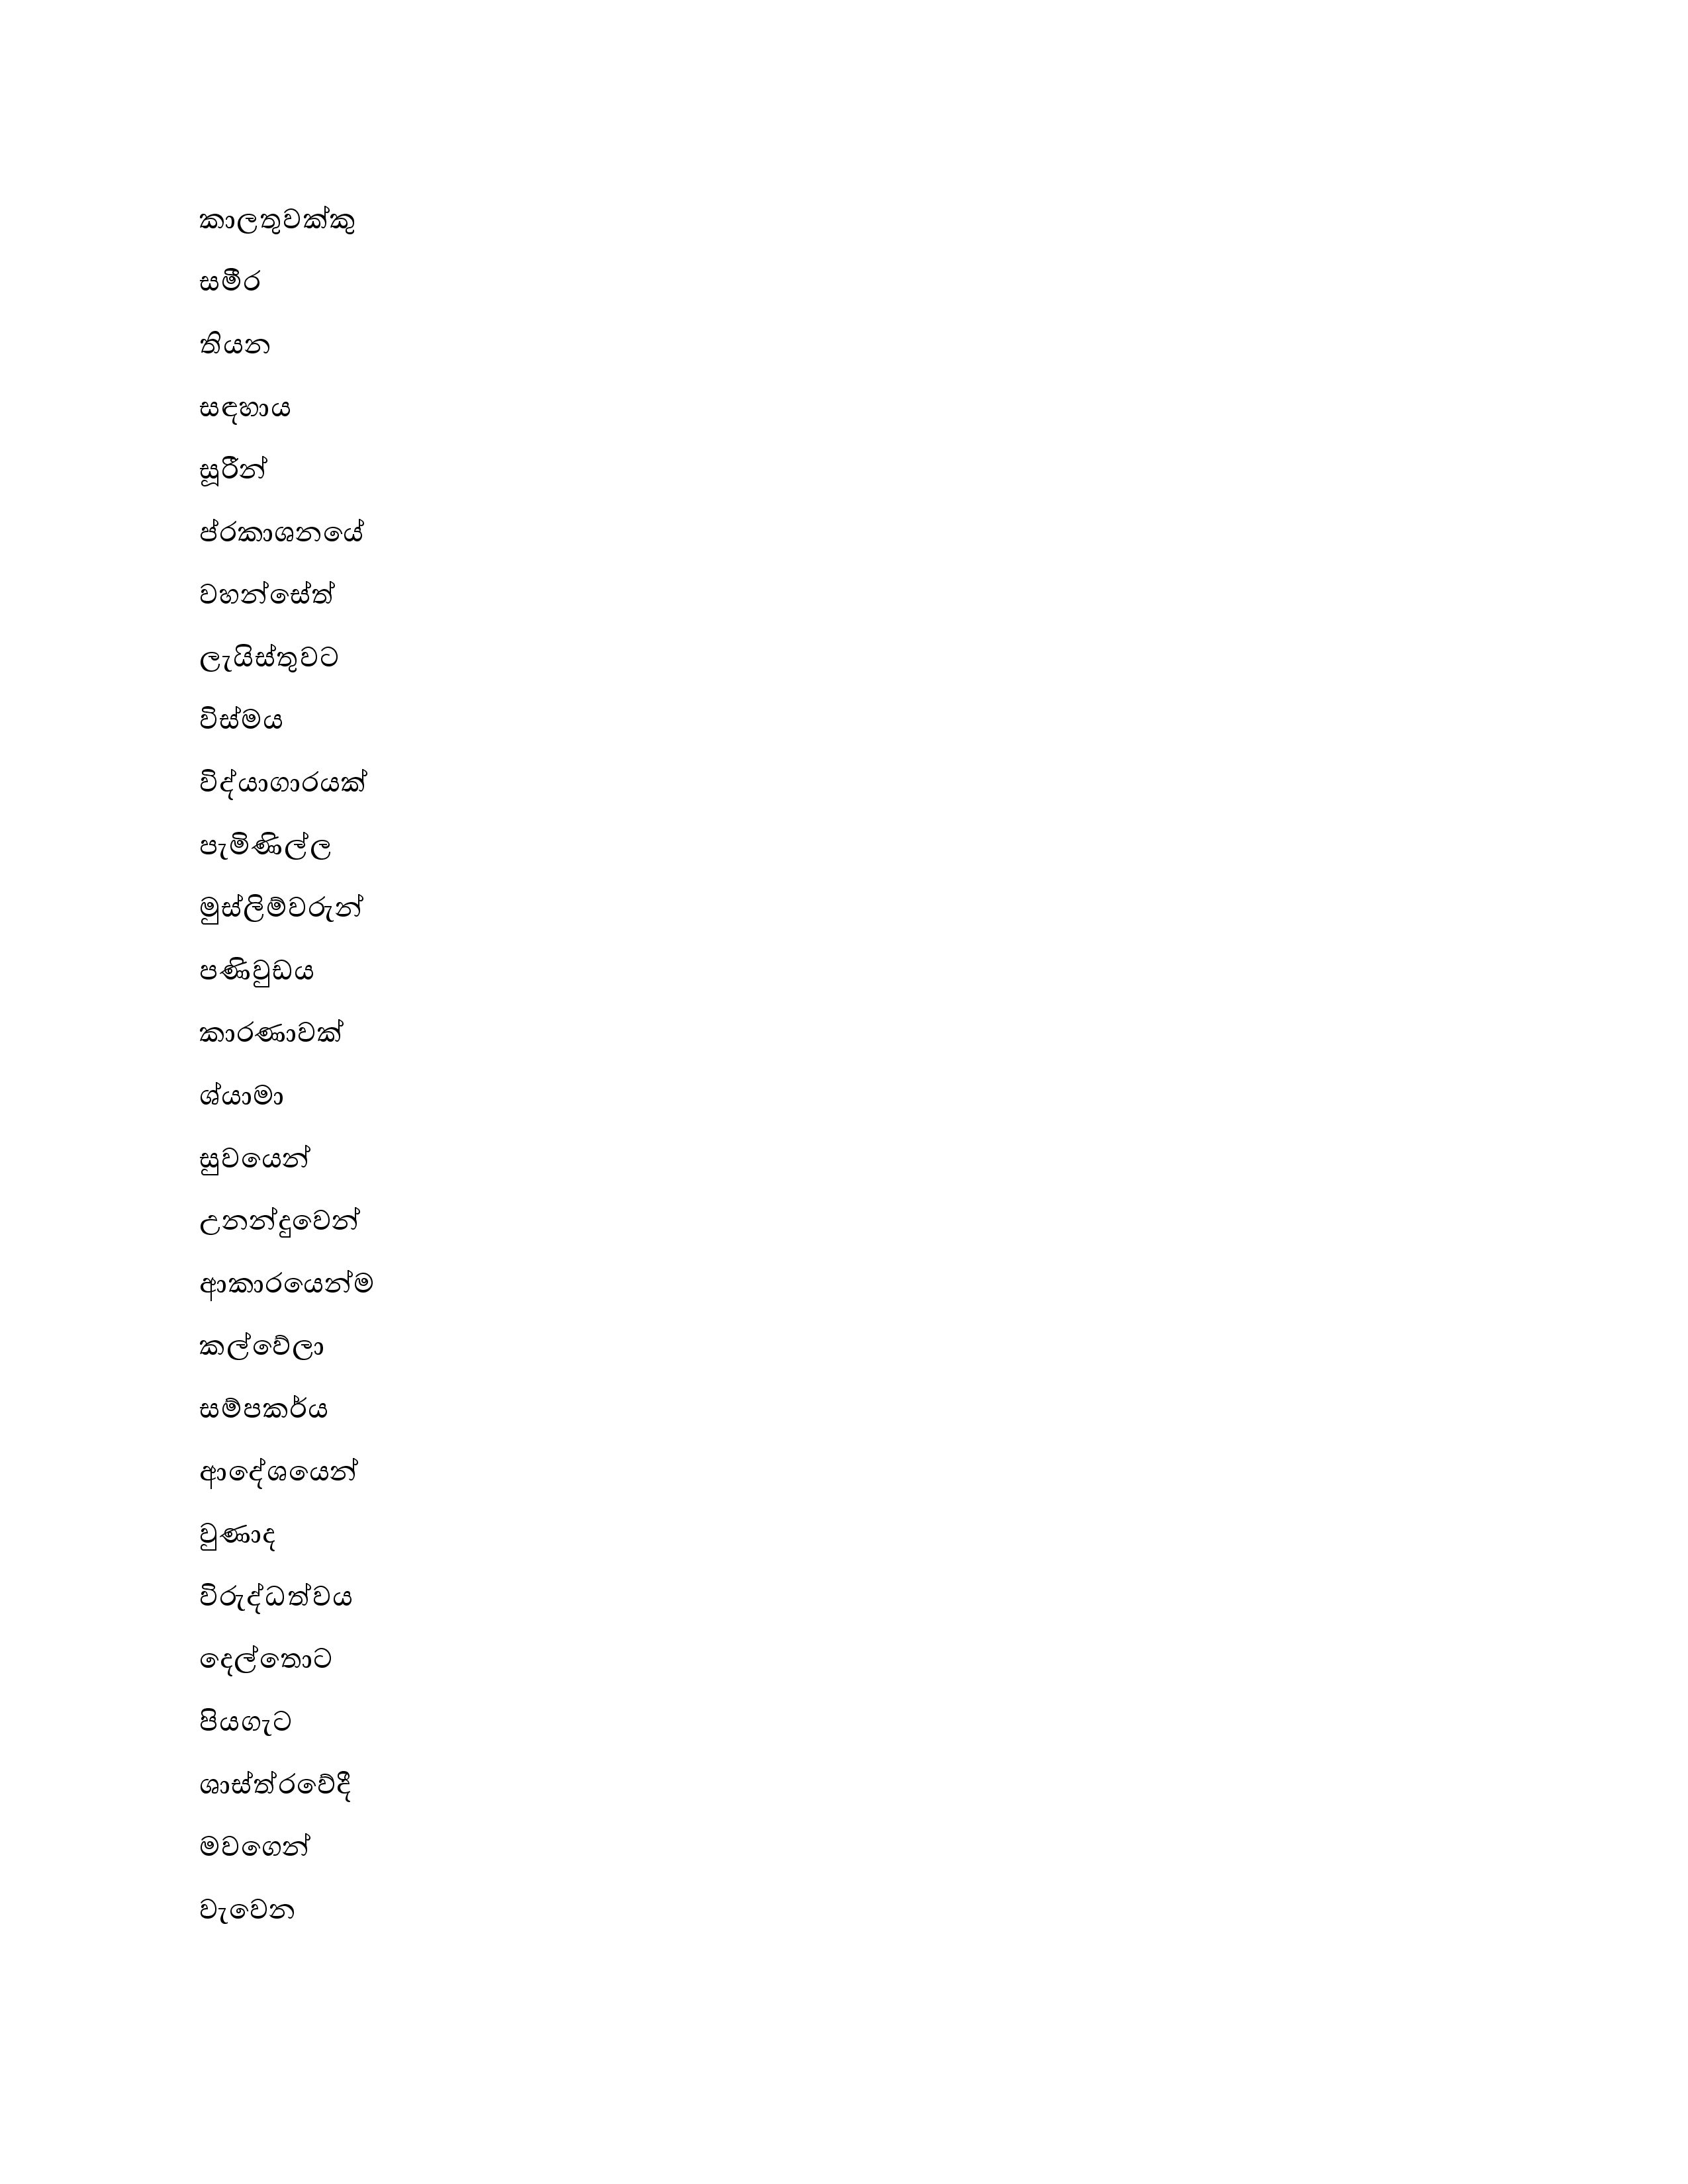 කාලතුවක්කු
සමීර
තියන
සඳහාය
සූරීන්
ප්රකාශනයේ
වහන්සේත්
ලැයිස්තුවට
විස්මය
විද්යාගාරයක්
පැමිණිල්ල
මුස්ලිම්වරුන්
පණිවුඩය
කාරණාවක්
ශ්යාමා
සුවයෙන්
උනන්දුවෙන්
ආකාරයෙන්ම
කල්වේලා
සම්පකර්ය
ආදේශයෙන්
වුණාද
විරුද්ධත්වය
දෙල්තොට
පියගැට
ශාස්ත්රවේදී
මවගෙන්
වැවෙන